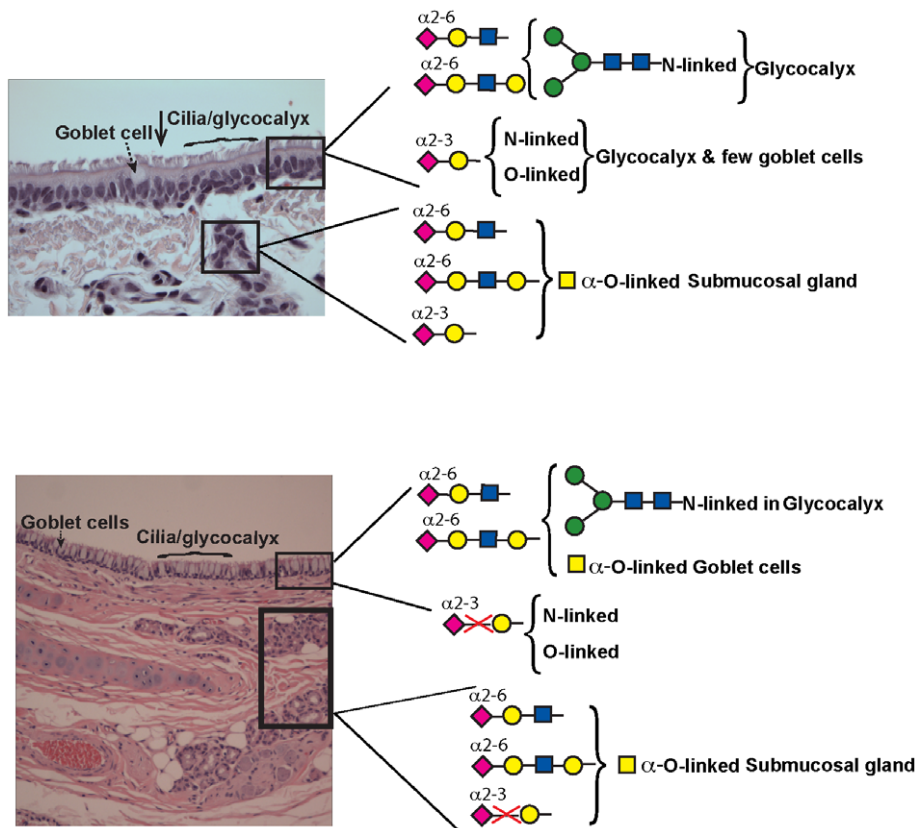 α2-6
α2-6
N-linked
Glycocalyx
Cilia/glycocalyx
Goblet cell
α2-3
N-linked
O-linked
Glycocalyx & few goblet cells
α2-6
α2-6
α-O-linked Submucosal gland
α2-3
α2-6
α2-6
N-linked in Glycocalyx
Goblet cells
Cilia/glycocalyx
α-O-linked Goblet cells
α2-3
N-linked
O-linked
α2-6
α2-6
α-O-linked Submucosal gland
α2-3